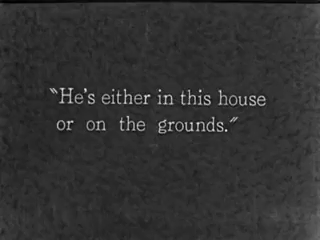 "He's either in this house
or on the grounds."